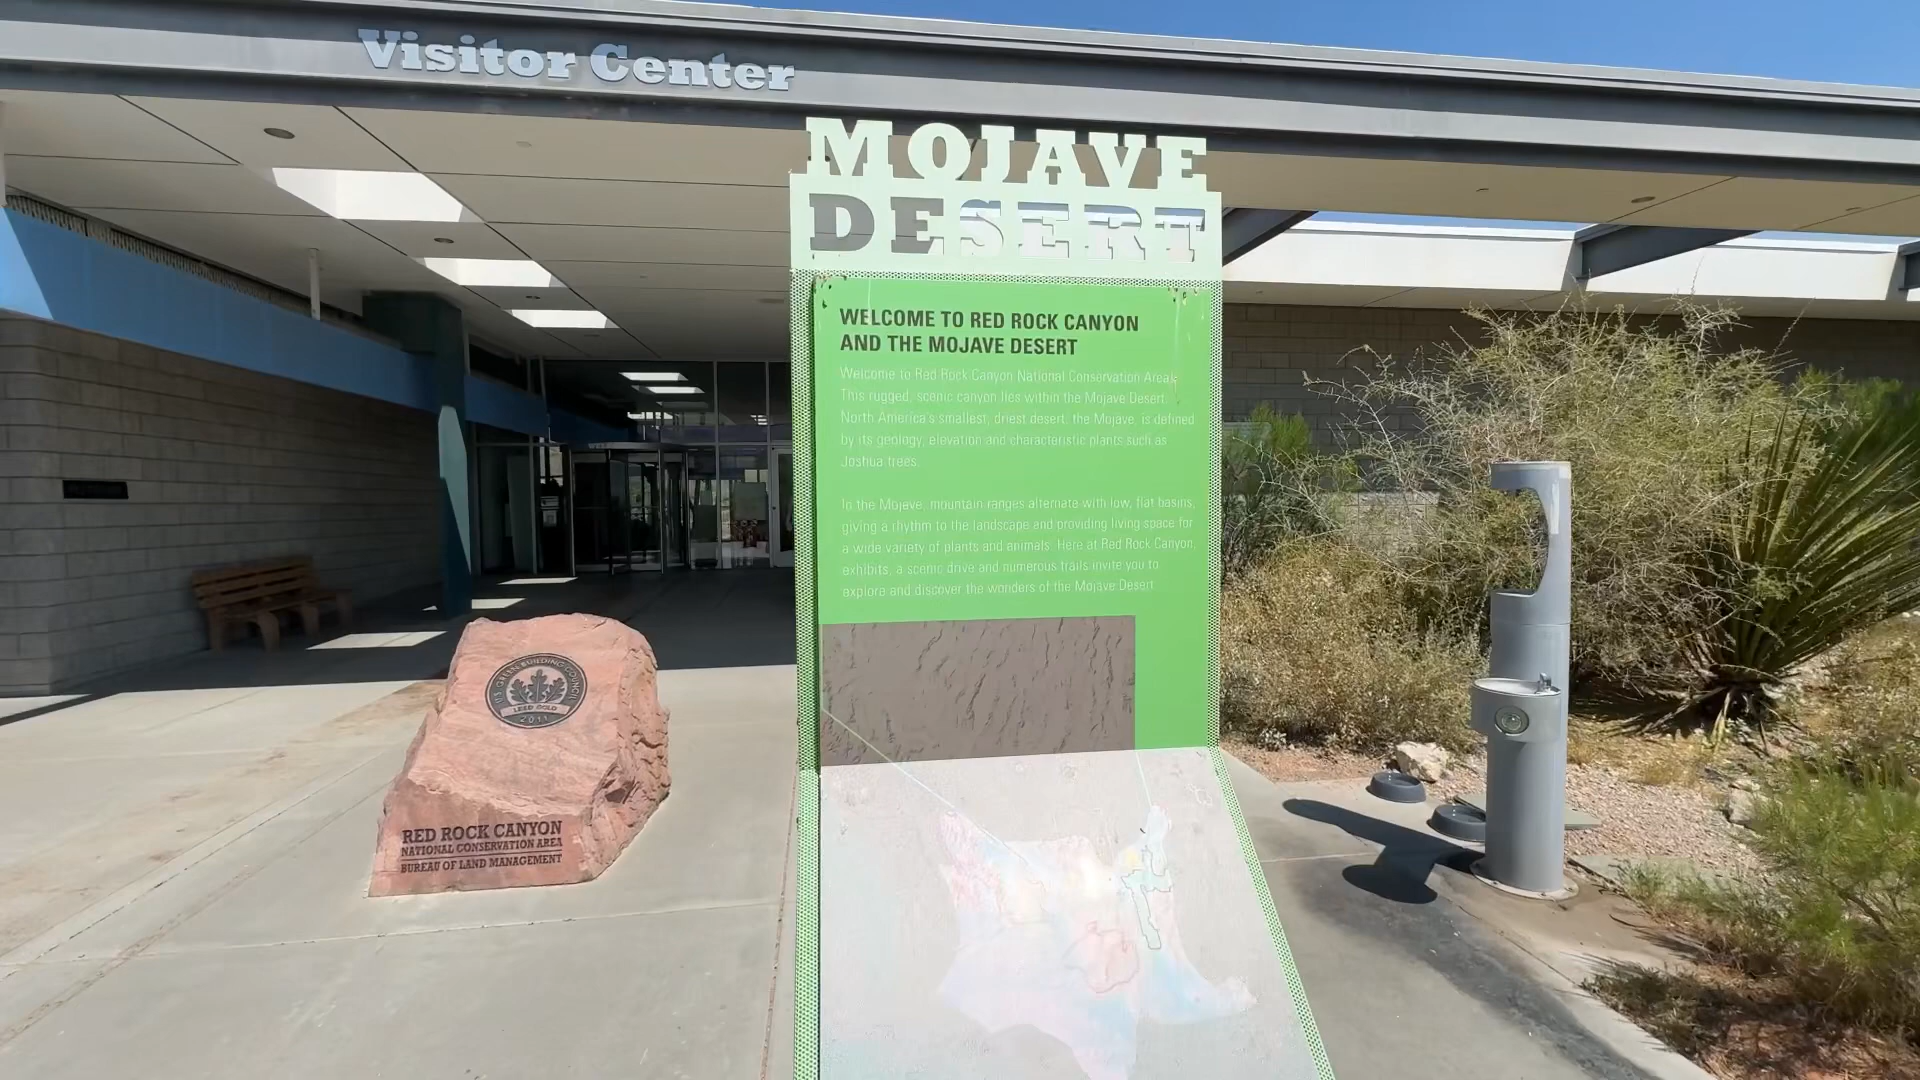 Visitor Center
MOJAVE
DESERT
WELCOME TO RED ROCK CANYON
AND THE MOJAVE DESERT
Welcome to Red Rock Canyon National Conservation Area.
This rugged, scenic canyon lies within the Mojave Desert.
North America's smallest, driest desert, the Mojave, is defined
by its geology, elevation and characteristic plants such as
Joshua trees.
In the Mojave, mountain ranges alternate with low, flat basins,
giving a rhythm to the landscape and providing living space for
a wide variety of plants and animals. Here at Red Rock Canyon,
exhibits, a scenic drive and numerous trails invite you to
explore and discover the wonders of the Mojave Desert.
U.S. GREEN BUILDING COUNCIL
LEED GOLD
2011
RED ROCK CANYON
NATIONAL CONSERVATION AREA
BUREAU OF LAND MANAGEMENT